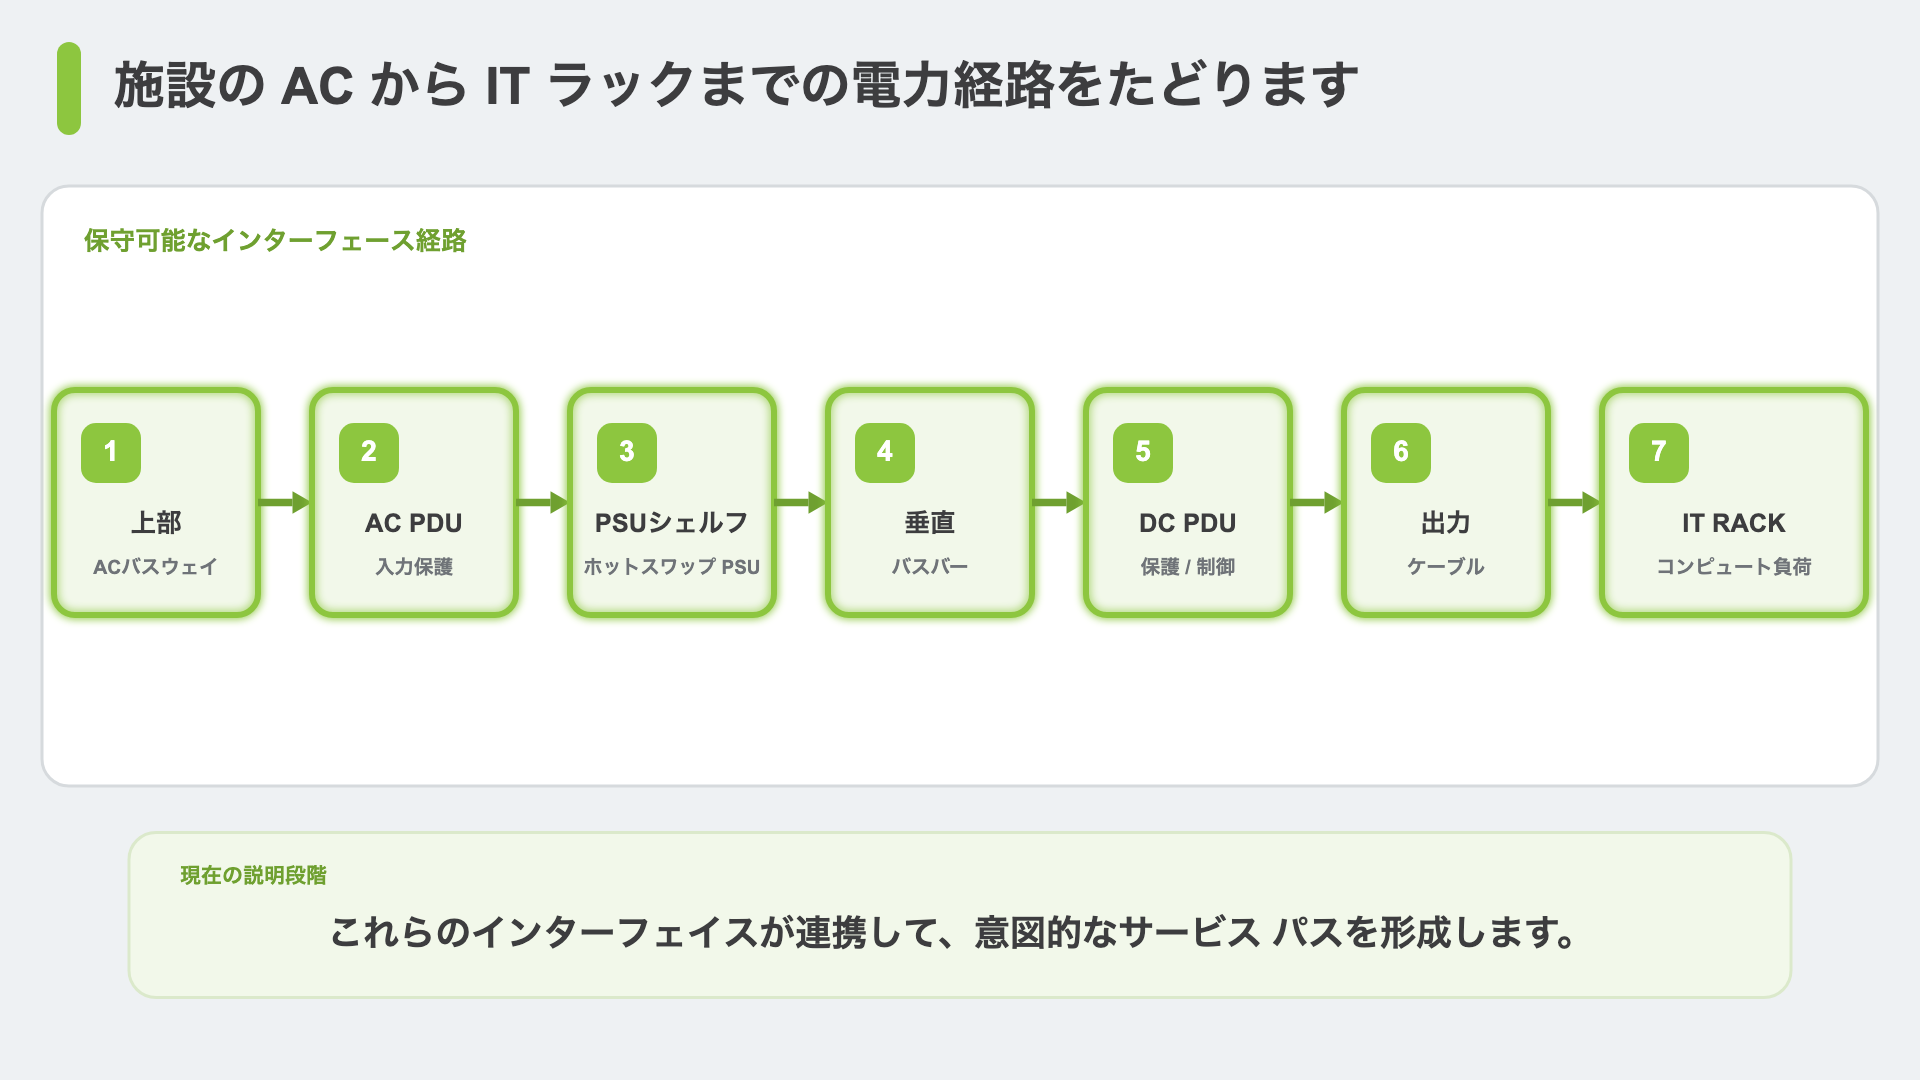 施設の AC から IT ラックまでの電力経路をたどります
保守可能なインターフェース経路
1
上部
ACバスウェイ
2
AC PDU
入力保護
3
PSUシェルフ
ホットスワップ PSU
4
垂直
バスバー
5
DC PDU
保護 / 制御
6
出力
ケーブル
7
IT RACK
コンピュート負荷
現在の説明段階
これらのインターフェイスが連携して、意図的なサービス パスを形成します。